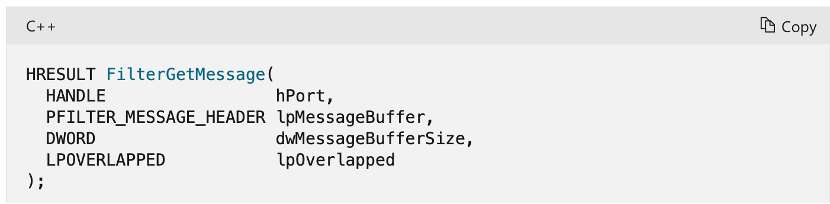 C++
Copy
HRESULT FilterGetMessage(
  HANDLE                 hPort,
  PFILTER_MESSAGE_HEADER lpMessageBuffer,
  DWORD                  dwMessageBufferSize,
  LPOVERLAPPED           lpOverlapped
);